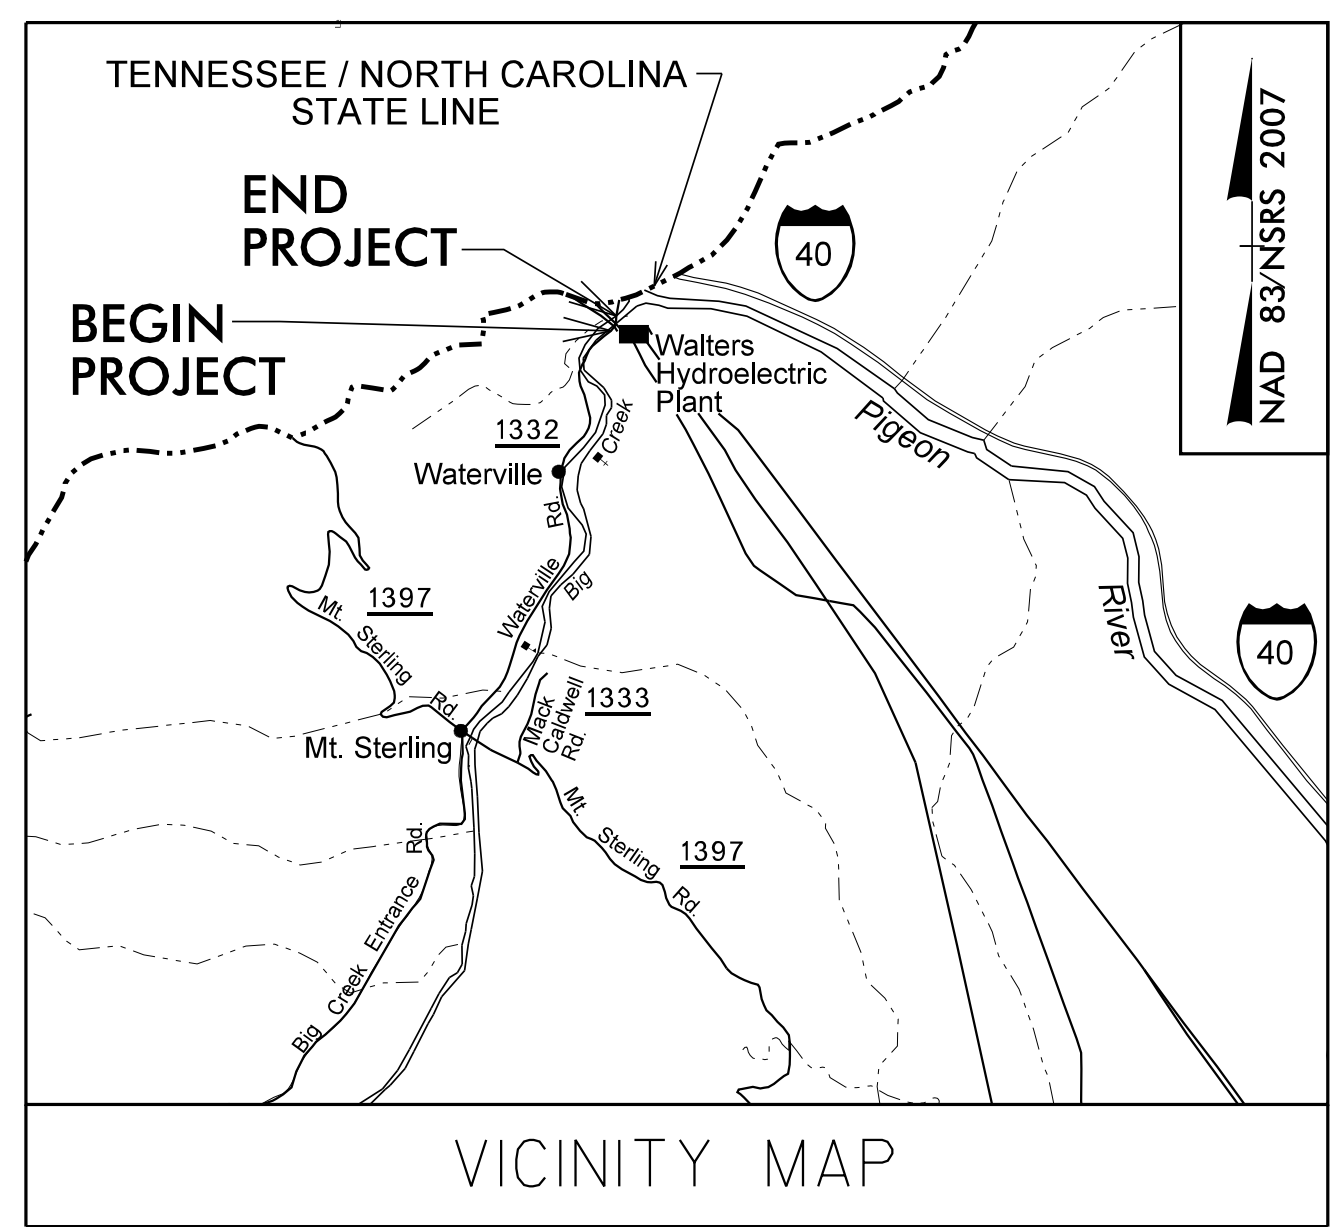 TENNESSEE / NORTH CAROLINA
STATE LINE
NAD 83/NSRS 2007
END
PROJECT
40
BEGIN
PROJECT
Walters
Hydroelectric
Plant
Pigeon
River
1332
Creek
Waterville
Rd.
Waterville
Big
1397
Mt. Sterling Rd.
40
1333
Mack
Caldwell
Rd.
Mt. Sterling
Mt. Sterling Rd.
1397
Big Creek Entrance Rd.
VICINITY MAP